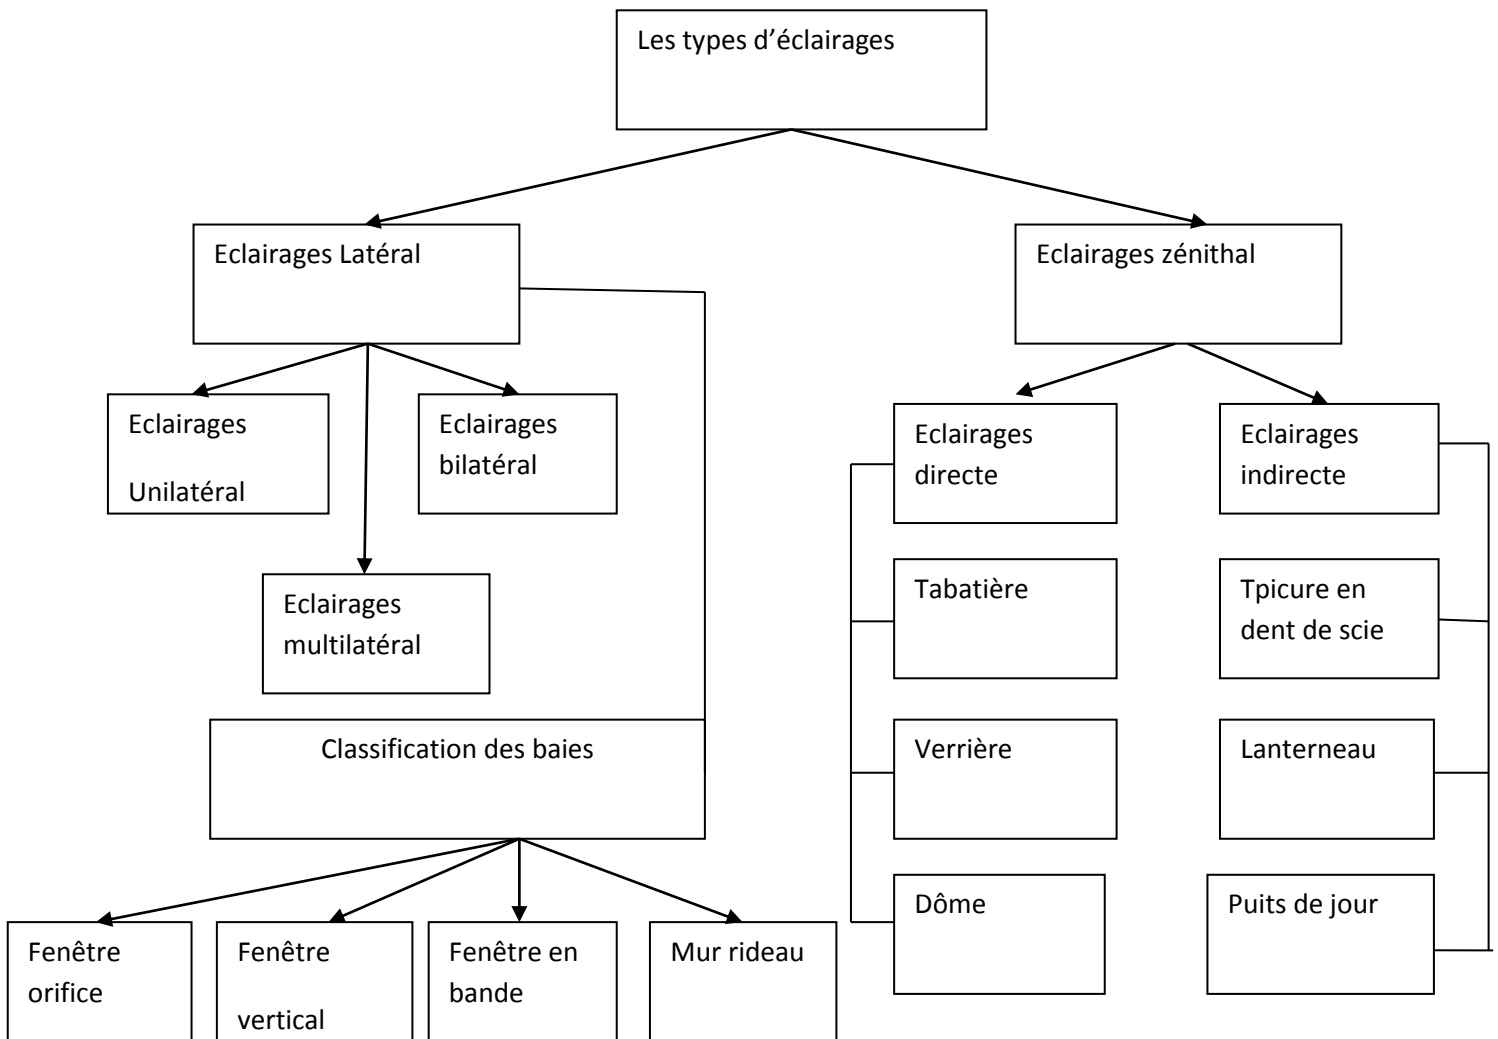 Les types d’éclairages
Eclairages Latéral
Eclairages zénithal
Eclairages
Unilatéral
Eclairages
bilatéral
Eclairages
multilatéral
Eclairages
directe
Eclairages
indirecte
Tabatière
Tpicure en
dent de scie
Classification des baies
Verrière
Lanterneau
Dôme
Puits de jour
Fenêtre
orifice
Fenêtre
vertical
Fenêtre en
bande
Mur rideau